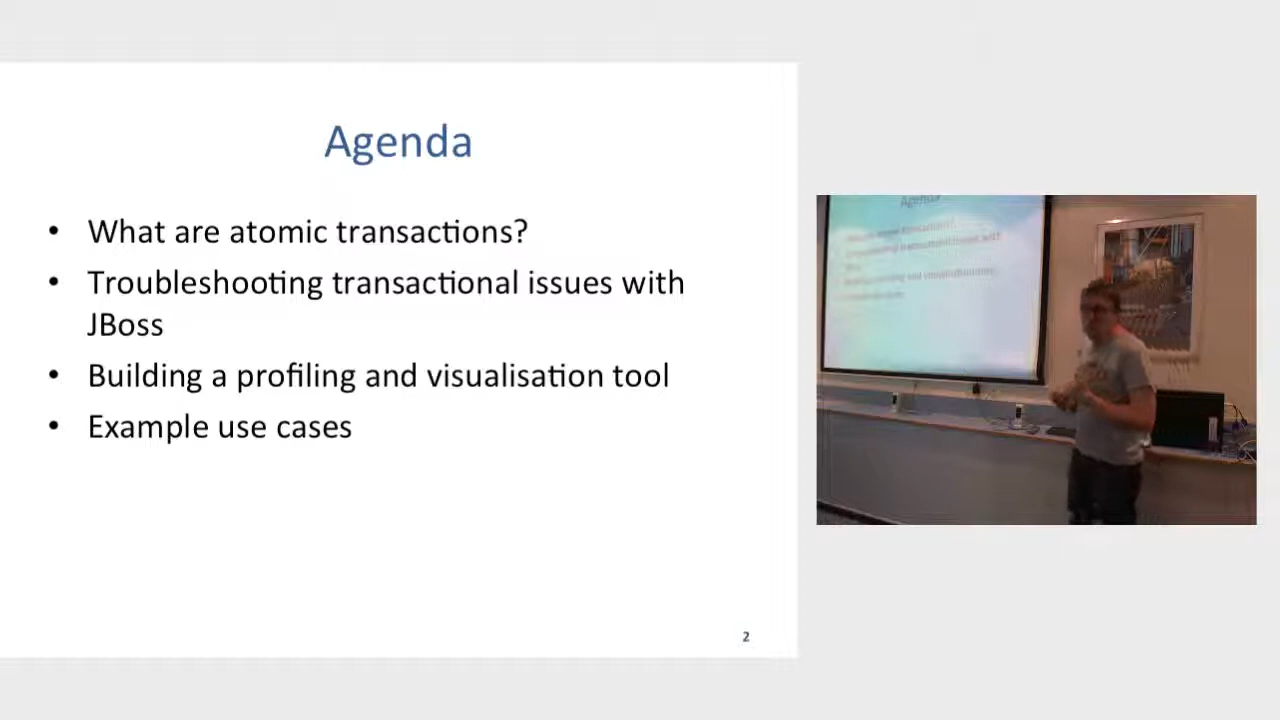 Agenda
• What are atomic transactions?
• Troubleshooting transactional issues with
JBoss
• Building a profiling and visualisation tool
• Example use cases
2
Agenda